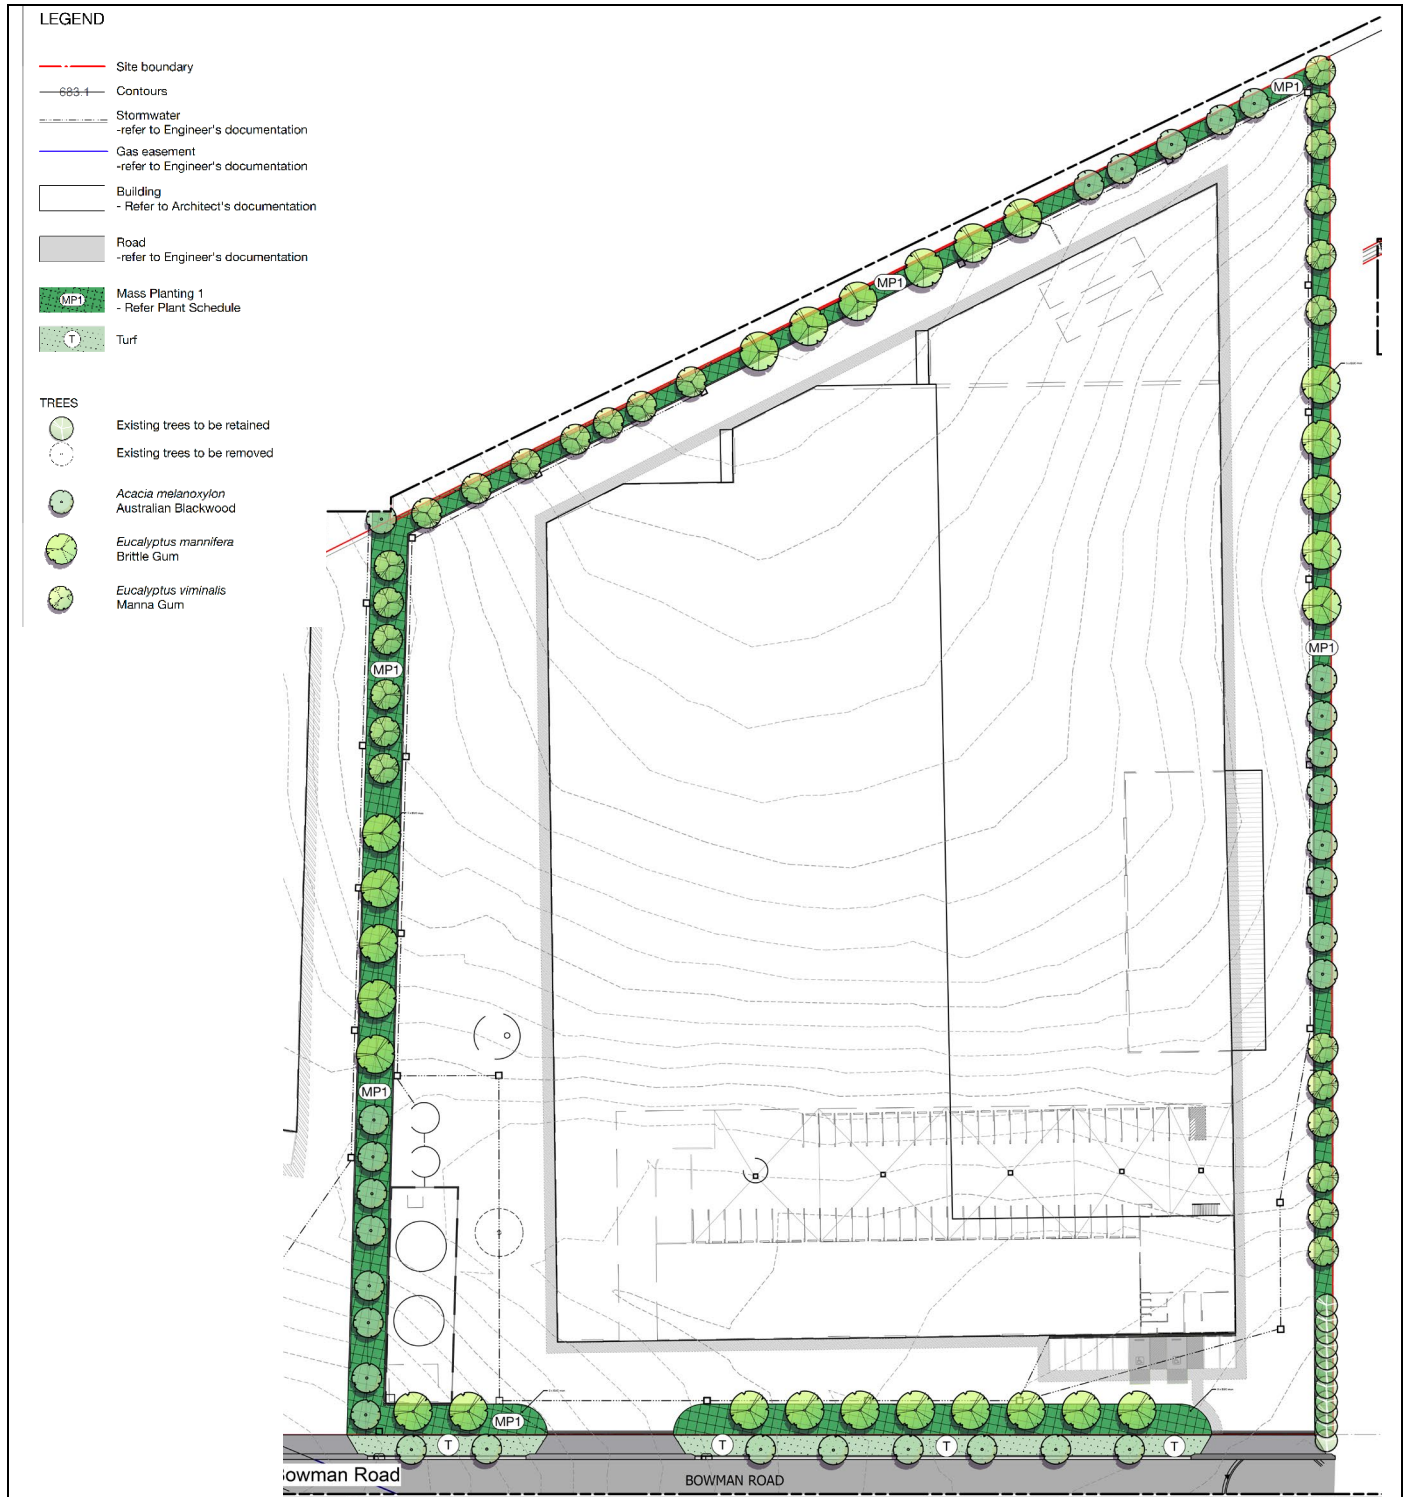 LEGEND
Site boundary
683.1
Contours
Stormwater
-refer to Engineer's documentation
Gas easement
-refer to Engineer's documentation
Building
- Refer to Architect's documentation
Road
-refer to Engineer's documentation
MP1
Mass Planting 1
- Refer Plant Schedule
T
Turf
TREES
Existing trees to be retained
Existing trees to be removed
Acacia melanoxylon
Australian Blackwood
Eucalyptus mannifera
Brittle Gum
Eucalyptus viminalis
Manna Gum
MP1
MP1
MP1
MP1
MP1
MP1
T
T
T
T
Bowman Road
BOWMAN ROAD